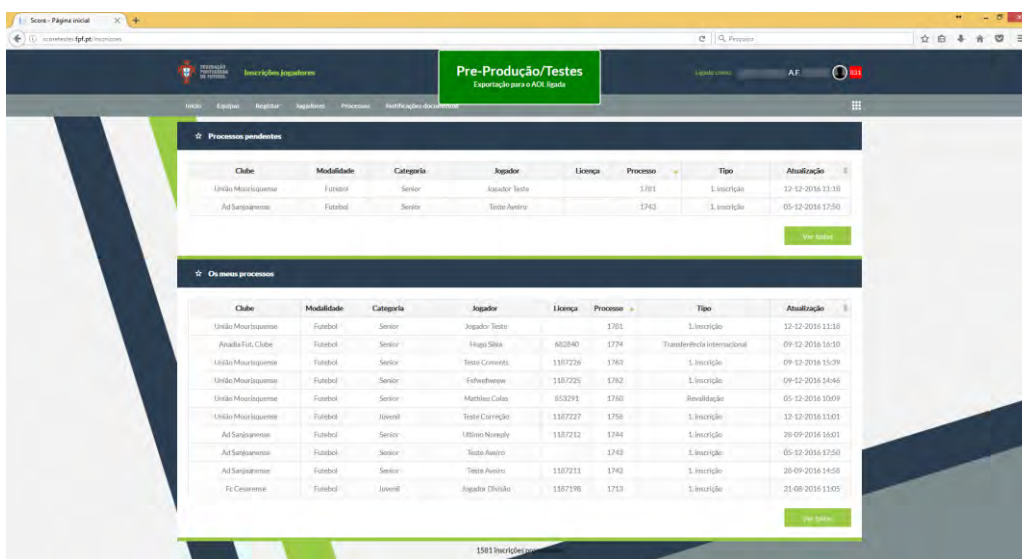 Score - Página inicial
scoretestes.fpf.pt/inscricoes
Pesquisar
FEDERAÇÃO PORTUGUESA DE FUTEBOL
Inscrições Jogadores
Pre-Produção/Testes
Exportação para o AOL ligada
Ligado como:
A.F.
831
Início Equipas Registar Jogadores Processos Notificações documentos
Processos pendentes
Clube Modalidade Categoria Jogador Licença Processo Tipo Atualização
União Mourisquense Futebol Senior Jogador Teste 1781 1. inscrição 12-12-2016 11:18
Ad Sanjoanense Futebol Senior Teste Aveiro 1743 1. inscrição 05-12-2016 17:50
Ver todos
Os meus processos
Clube Modalidade Categoria Jogador Licença Processo Tipo Atualização
União Mourisquense Futebol Senior Jogador Teste 1781 1. inscrição 12-12-2016 11:18
Anadia Fut. Clube Futebol Senior Hugo Silva 682840 1774 Transferência internacional 09-12-2016 16:10
União Mourisquense Futebol Senior Teste Coments 1187226 1763 1. inscrição 09-12-2016 15:39
União Mourisquense Futebol Senior 1187225 1762 1. inscrição 09-12-2016 14:46
União Mourisquense Futebol Senior Mathieu Colas 853291 1760 Revalidação 05-12-2016 10:09
União Mourisquense Futebol Juvenil Teste Correção 1187227 1758 1. inscrição 12-12-2016 11:01
Ad Sanjoanense Futebol Senior Ultimo Noreply 1187212 1744 1. inscrição 28-09-2016 16:01
Ad Sanjoanense Futebol Senior Teste Aveiro 1743 1. inscrição 05-12-2016 17:50
Ad Sanjoanense Futebol Senior Teste Aveiro 1187211 1742 1. inscrição 28-09-2016 14:58
Fc Cesarense Futebol Juvenil Jogador Divisão 1187198 1713 1. inscrição 31-08-2016 11:05
Ver todos
1581 Inscrições